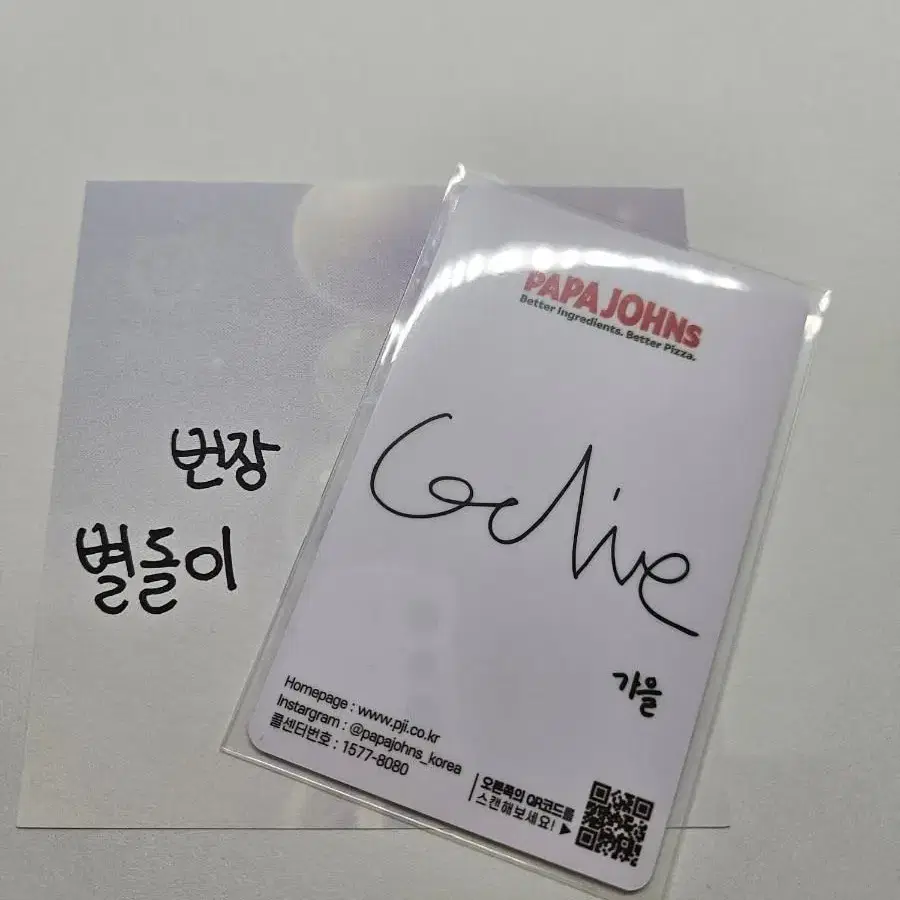 번장
별돌이
PAPA JOHNS
Better Ingredients. Better Pizza.
가을
Homepage : www.pji.co.kr
Instargram : @papajohns_korea
콜센터번호 : 1577-8080
오른쪽의 QR코드를
스캔해보세요! ▶